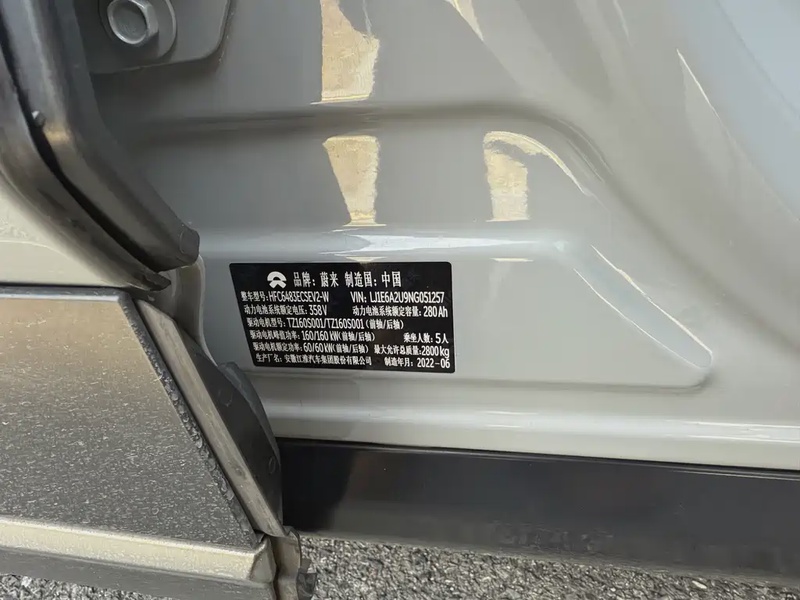 品牌：蔚来 制造国：中国
整车型号：HFC6483ECSEV2-W VIN：LJ1E6A2U9NG051257
动力电池系统额定电压：358V 动力电池系统额定容量：280Ah
驱动电机型号：TZ160S001/TZ160S001（前轴/后轴）
驱动电机峰值功率：160/160 kW（前轴/后轴） 乘坐人数：5人
驱动电机额定功率：60/60 kW（前轴/后轴） 最大允许总质量：2800kg
生产厂名：安徽江淮汽车集团股份有限公司 制造年月：2022-06